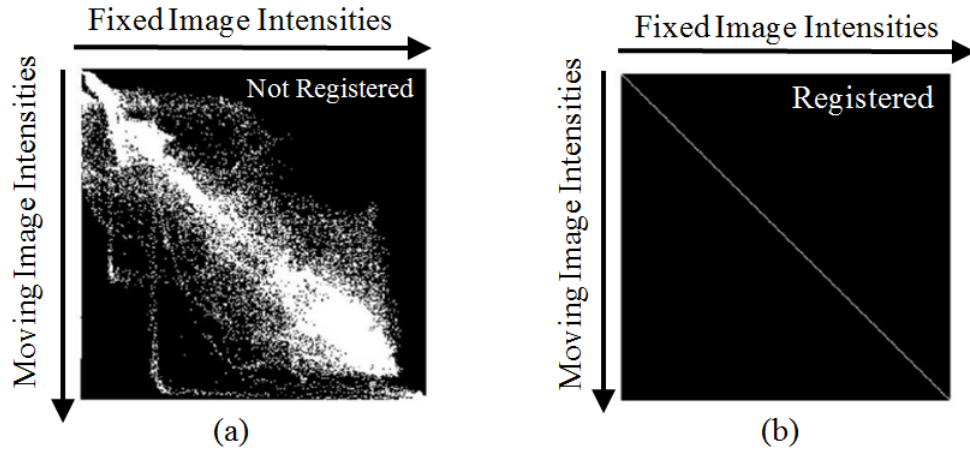 Fixed Image Intensities
Moving Image Intensities
Not Registered
(a)
Fixed Image Intensities
Moving Image Intensities
Registered
(b)